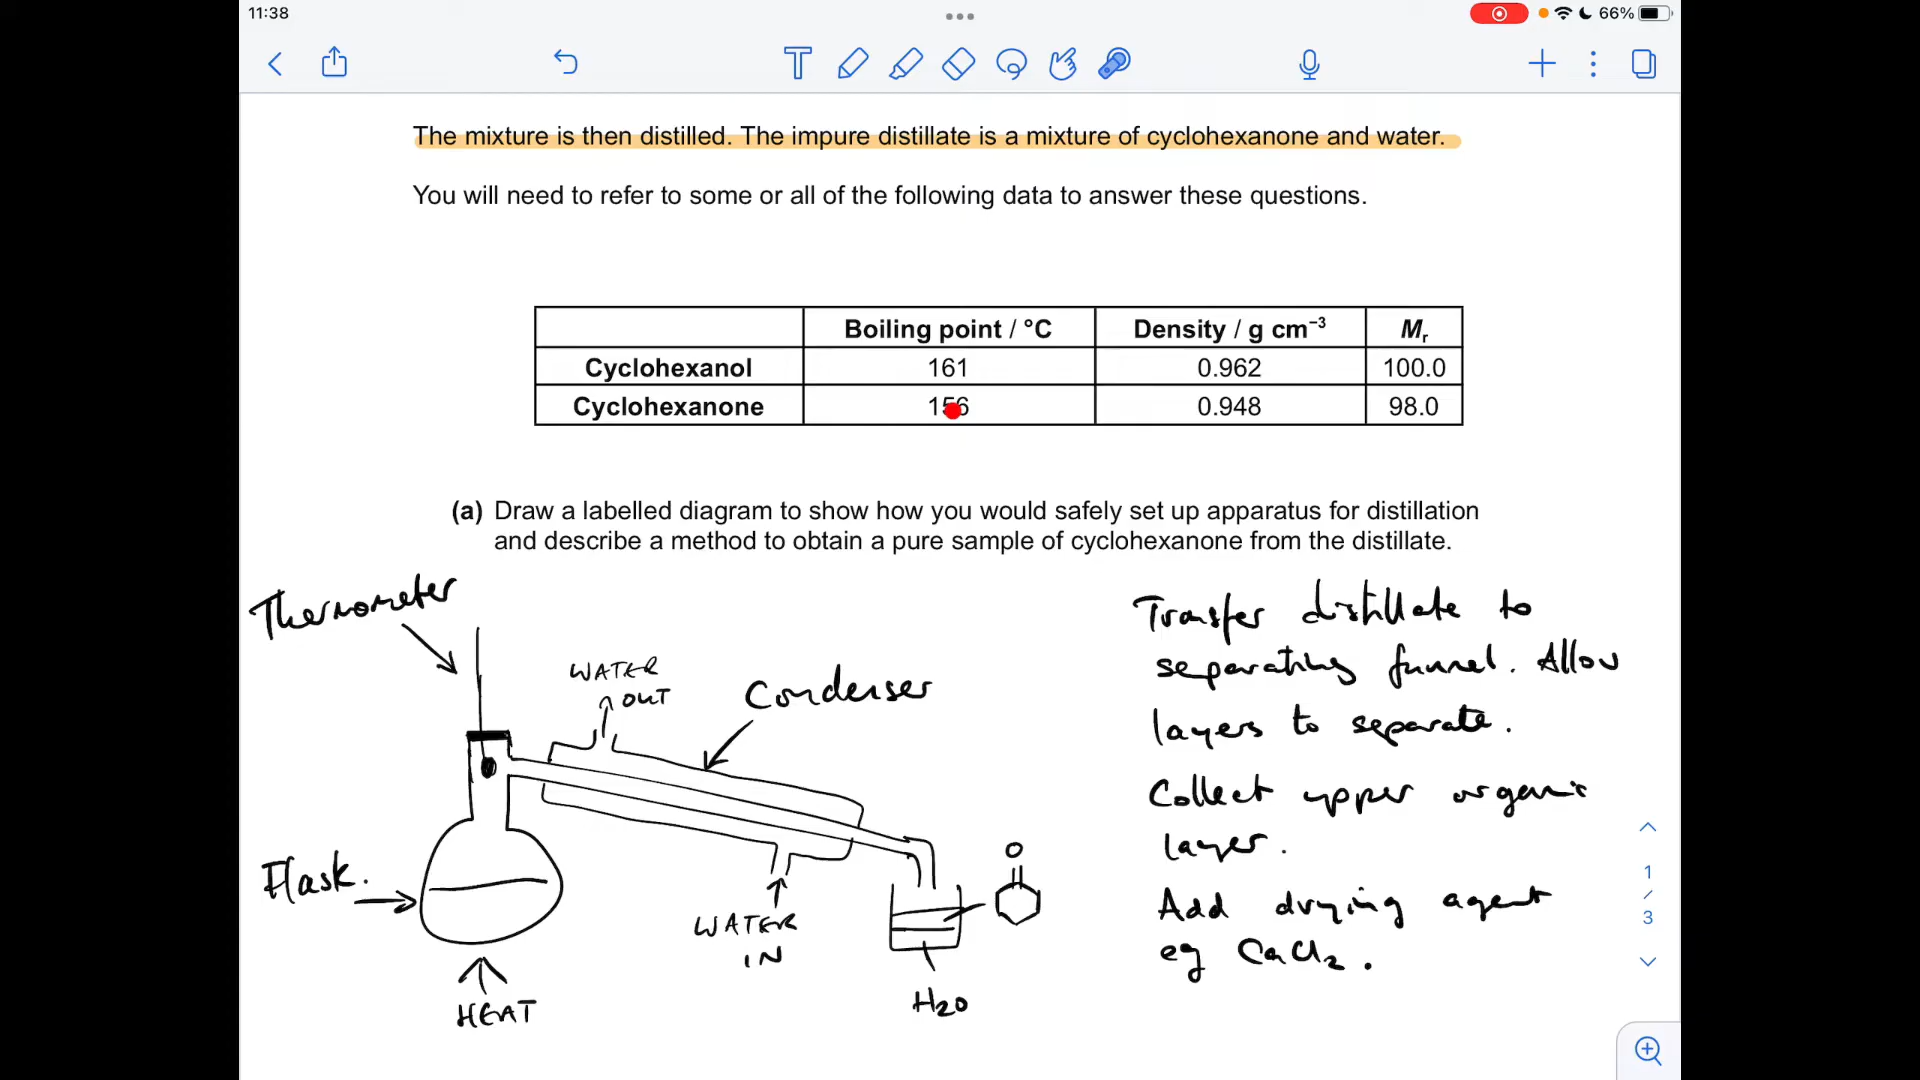 11:38
66%
T
The mixture is then distilled. The impure distillate is a mixture of cyclohexanone and water.
You will need to refer to some or all of the following data to answer these questions.
Boiling point / °C Density / g cm⁻³ Mᵣ
Cyclohexanol 161 0.962 100.0
Cyclohexanone 156 0.948 98.0
(a) Draw a labelled diagram to show how you would safely set up apparatus for distillation
and describe a method to obtain a pure sample of cyclohexanone from the distillate.
Thermometer
WATER
OUT
Condenser
Flask.
WATER
IN
HEAT
O
H₂O
Transfer distillate to
separating funnel. Allow
layers to separate.
Collect upper organic
layer.
Add drying agent
eg CaCl₂.
1
/
3